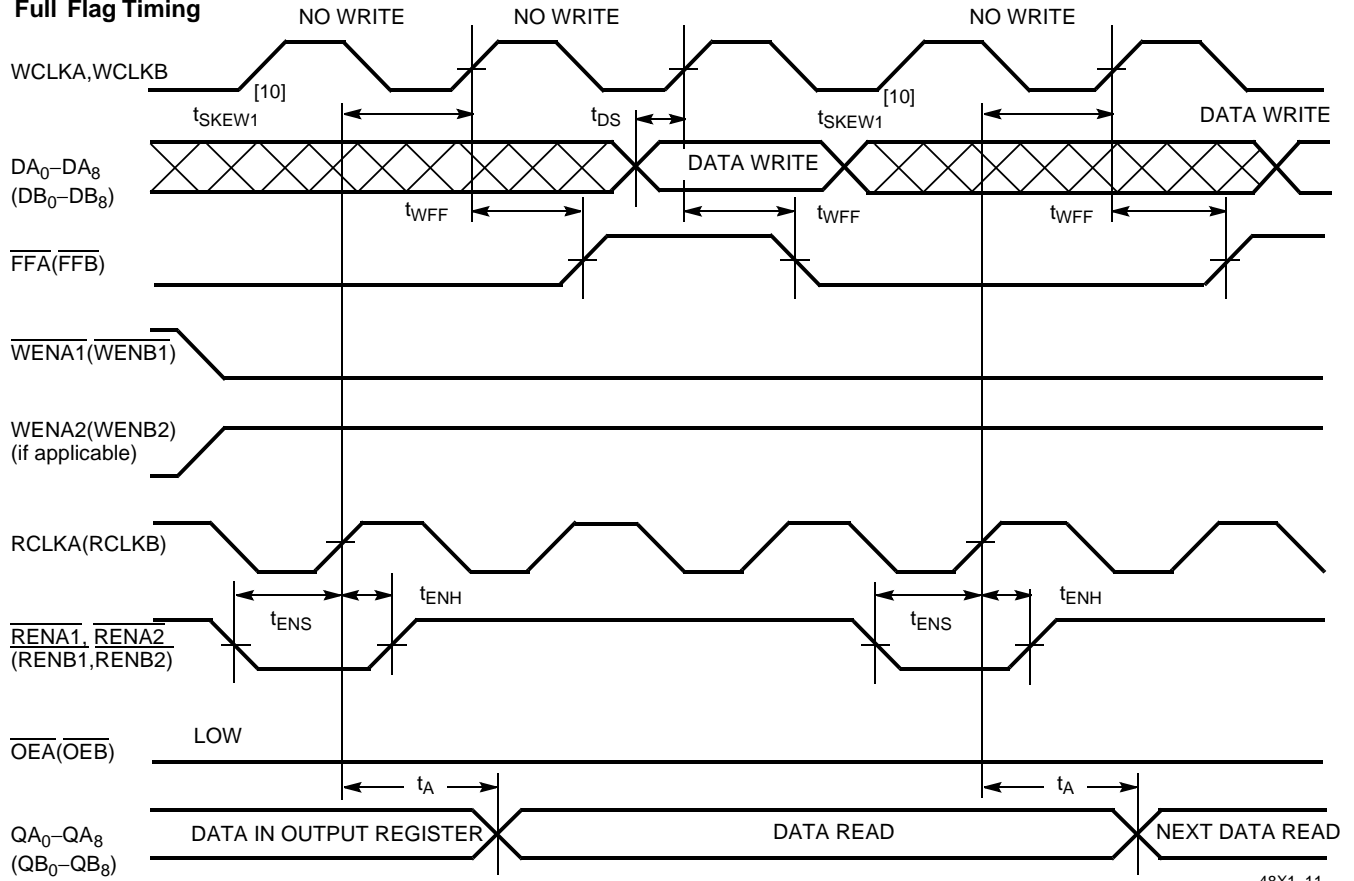 Full Flag Timing
NO WRITE
NO WRITE
NO WRITE
WCLKA,WCLKB
[10]
[10]
tSKEW1
tDS
tSKEW1
DATA WRITE
DA0–DA8
(DB0–DB8)
DATA WRITE
tWFF
tWFF
tWFF
FFA(FFB)
WENA1(WENB1)
WENA2(WENB2)
(if applicable)
RCLKA(RCLKB)
tENS
tENH
tENS
tENH
RENA1, RENA2
(RENB1,RENB2)
LOW
OEA(OEB)
tA
tA
QA0–QA8
(QB0–QB8)
DATA IN OUTPUT REGISTER
DATA READ
NEXT DATA READ
48X1–11